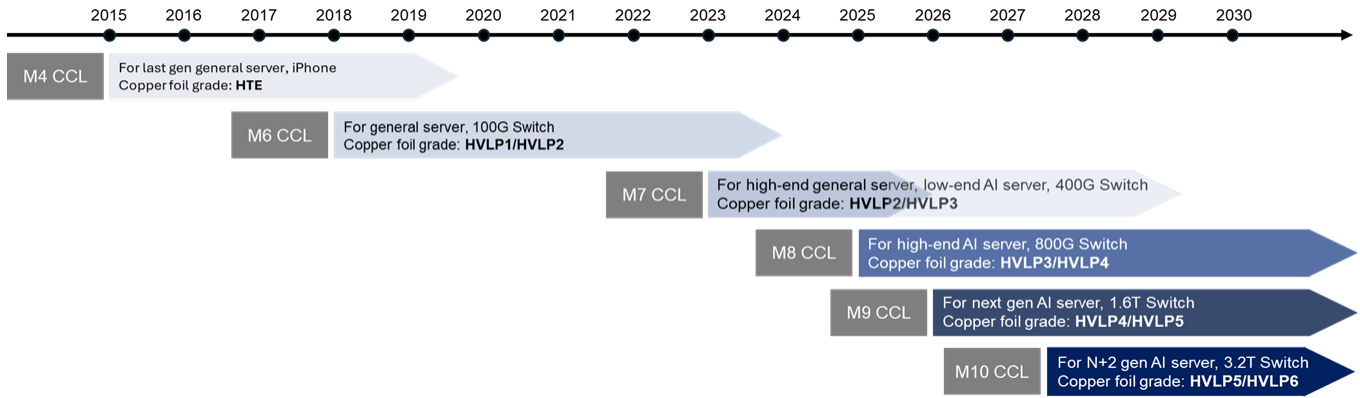 2015 2016 2017 2018 2019 2020 2021 2022 2023 2024 2025 2026 2027 2028 2029 2030
M4 CCL
For last gen general server, iPhone
Copper foil grade: HTE
M6 CCL
For general server, 100G Switch
Copper foil grade: HVLP1/HVLP2
M7 CCL
For high-end general server, low-end AI server, 400G Switch
Copper foil grade: HVLP2/HVLP3
M8 CCL
For high-end AI server, 800G Switch
Copper foil grade: HVLP3/HVLP4
M9 CCL
For next gen AI server, 1.6T Switch
Copper foil grade: HVLP4/HVLP5
M10 CCL
For N+2 gen AI server, 3.2T Switch
Copper foil grade: HVLP5/HVLP6